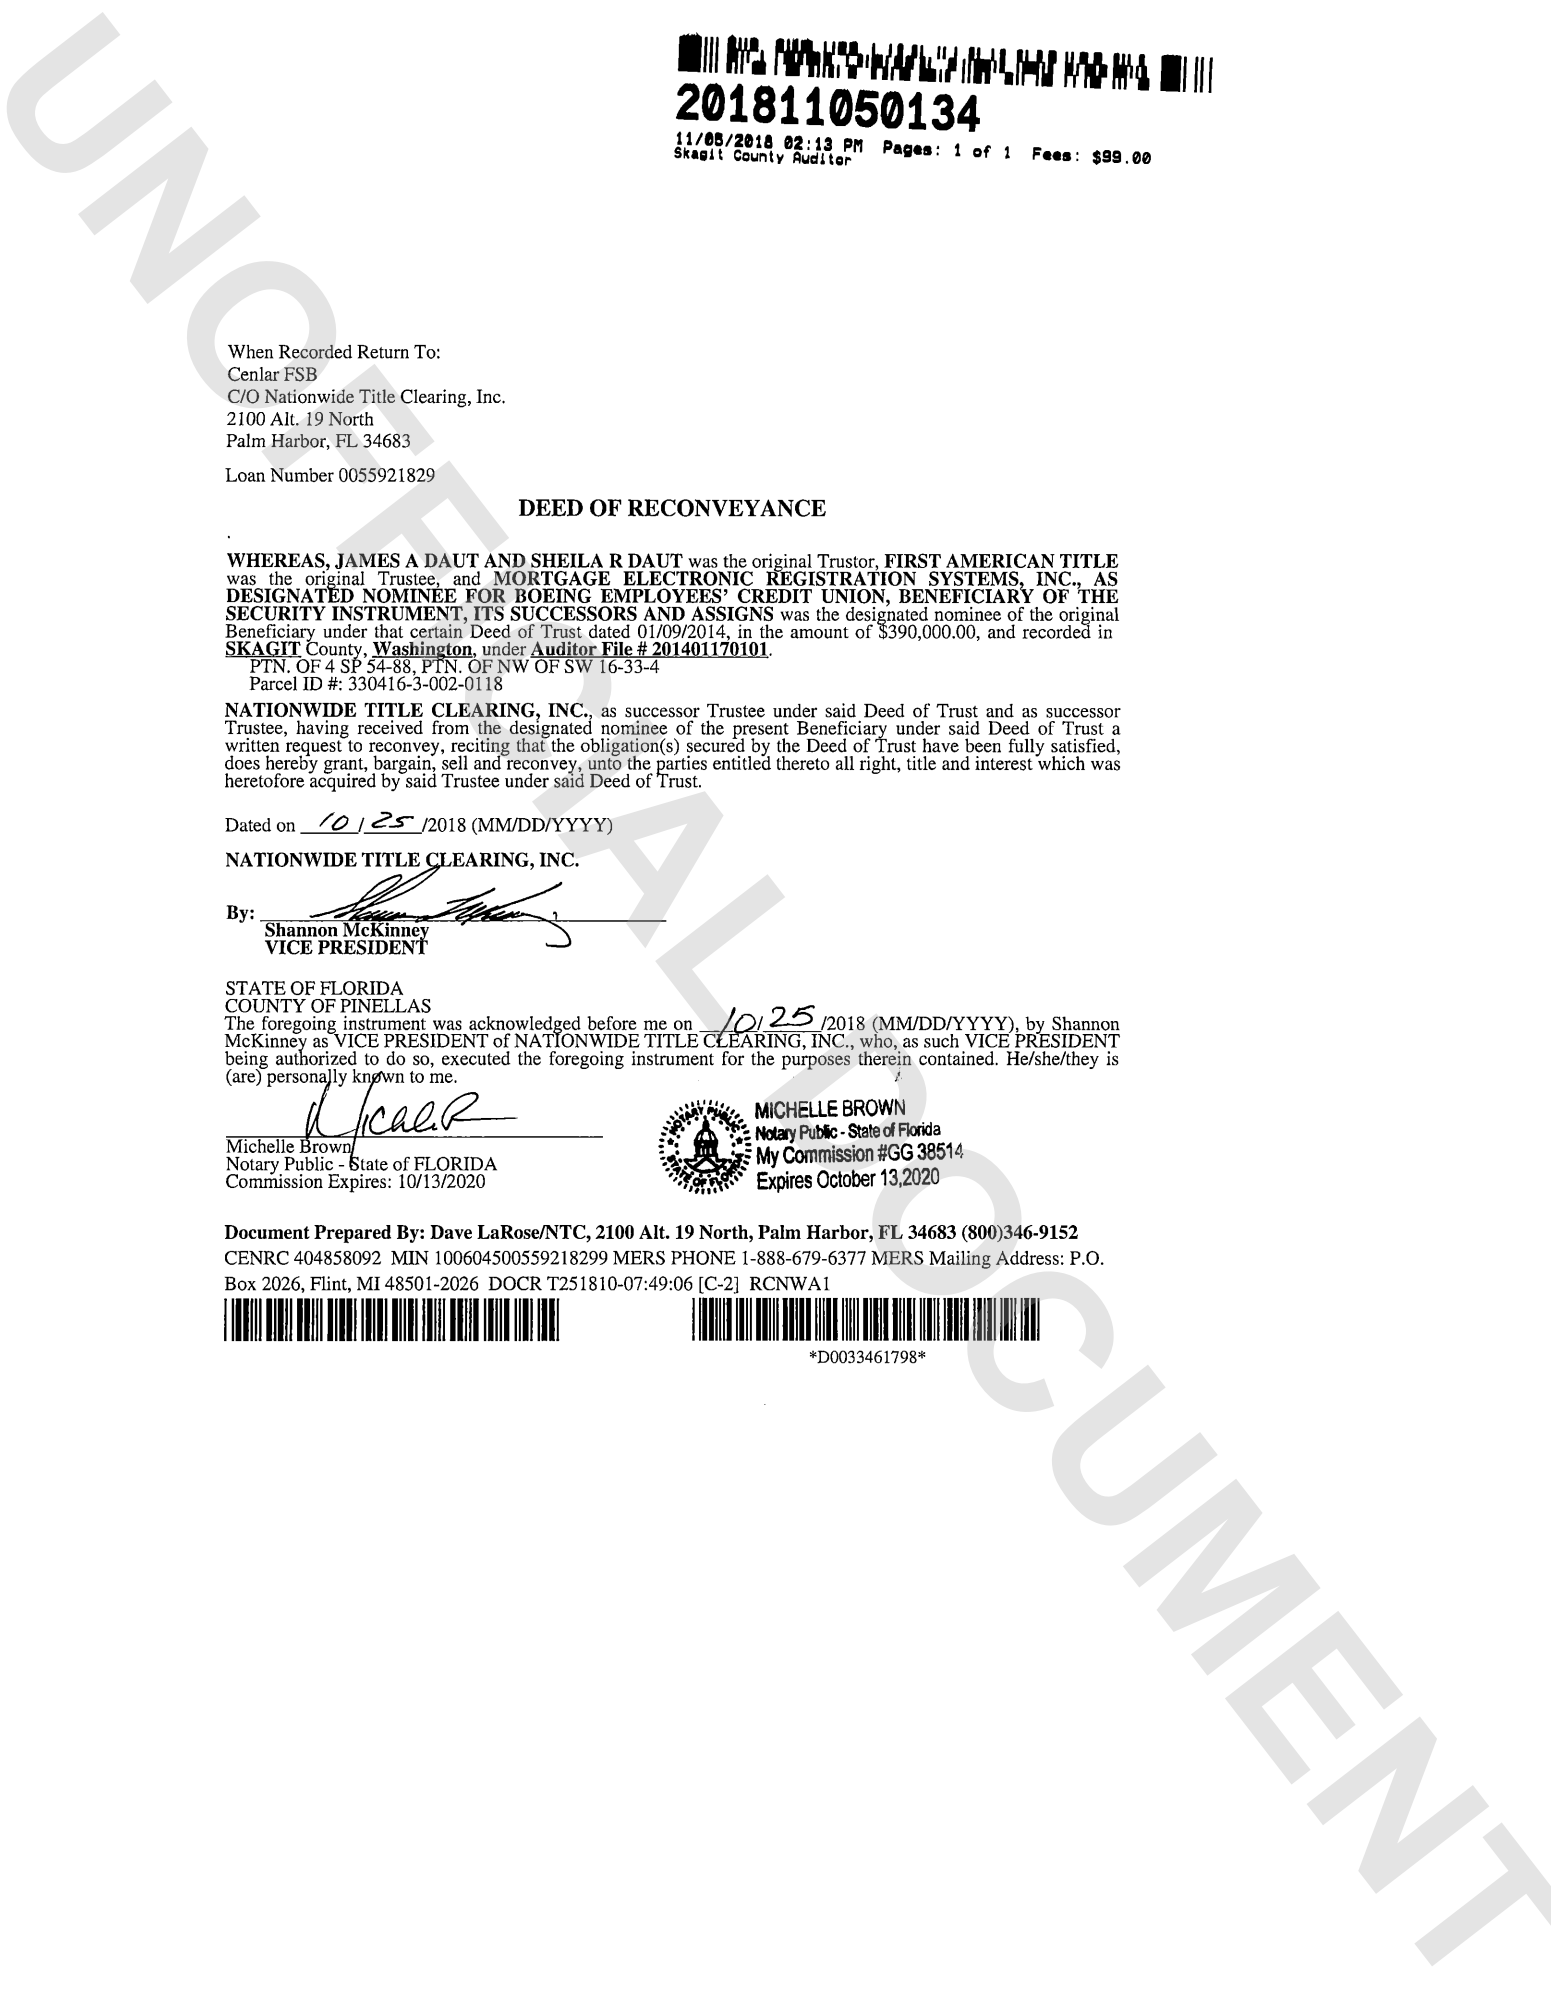 201811050134
11/05/2018 02:13 PM Pages: 1 of 1 Fees: $99.00
Skagit County Auditor
When Recorded Return To:
Cenlar FSB
C/O Nationwide Title Clearing, Inc.
2100 Alt. 19 North
Palm Harbor, FL 34683
Loan Number 0055921829
DEED OF RECONVEYANCE
WHEREAS, JAMES A DAUT AND SHEILA R DAUT was the original Trustor, FIRST AMERICAN TITLE
was the original Trustee, and MORTGAGE ELECTRONIC REGISTRATION SYSTEMS, INC., AS
DESIGNATED NOMINEE FOR BOEING EMPLOYEES' CREDIT UNION, BENEFICIARY OF THE
SECURITY INSTRUMENT, ITS SUCCESSORS AND ASSIGNS was the designated nominee of the original
Beneficiary under that certain Deed of Trust dated 01/09/2014, in the amount of $390,000.00, and recorded in
SKAGIT County, Washington, under Auditor File # 201401170101.
PTN. OF 4 SP 54-88, PTN. OF NW OF SW 16-33-4
Parcel ID #: 330416-3-002-0118
NATIONWIDE TITLE CLEARING, INC., as successor Trustee under said Deed of Trust and as successor
Trustee, having received from the designated nominee of the present Beneficiary under said Deed of Trust a
written request to reconvey, reciting that the obligation(s) secured by the Deed of Trust have been fully satisfied,
does hereby grant, bargain, sell and reconvey, unto the parties entitled thereto all right, title and interest which was
heretofore acquired by said Trustee under said Deed of Trust.
Dated on 10/25/2018 (MM/DD/YYYY)
NATIONWIDE TITLE CLEARING, INC.
By:
Shannon McKinney
VICE PRESIDENT
STATE OF FLORIDA
COUNTY OF PINELLAS
The foregoing instrument was acknowledged before me on 10/25/2018 (MM/DD/YYYY), by Shannon
McKinney as VICE PRESIDENT of NATIONWIDE TITLE CLEARING, INC., who, as such VICE PRESIDENT
being authorized to do so, executed the foregoing instrument for the purposes therein contained. He/she/they is
(are) personally known to me.
Michelle Brown
Notary Public - State of FLORIDA
Commission Expires: 10/13/2020
NOTARY PUBLIC
STATE OF FLORIDA
MICHELLE BROWN
Notary Public - State of Florida
My Commission #GG 38514
Expires October 13,2020
Document Prepared By: Dave LaRose/NTC, 2100 Alt. 19 North, Palm Harbor, FL 34683 (800)346-9152
CENRC 404858092 MIN 100604500559218299 MERS PHONE 1-888-679-6377 MERS Mailing Address: P.O.
Box 2026, Flint, MI 48501-2026 DOCR T251810-07:49:06 [C-2] RCNWA1
*D0033461798*
UNOFFICIAL DOCUMENT